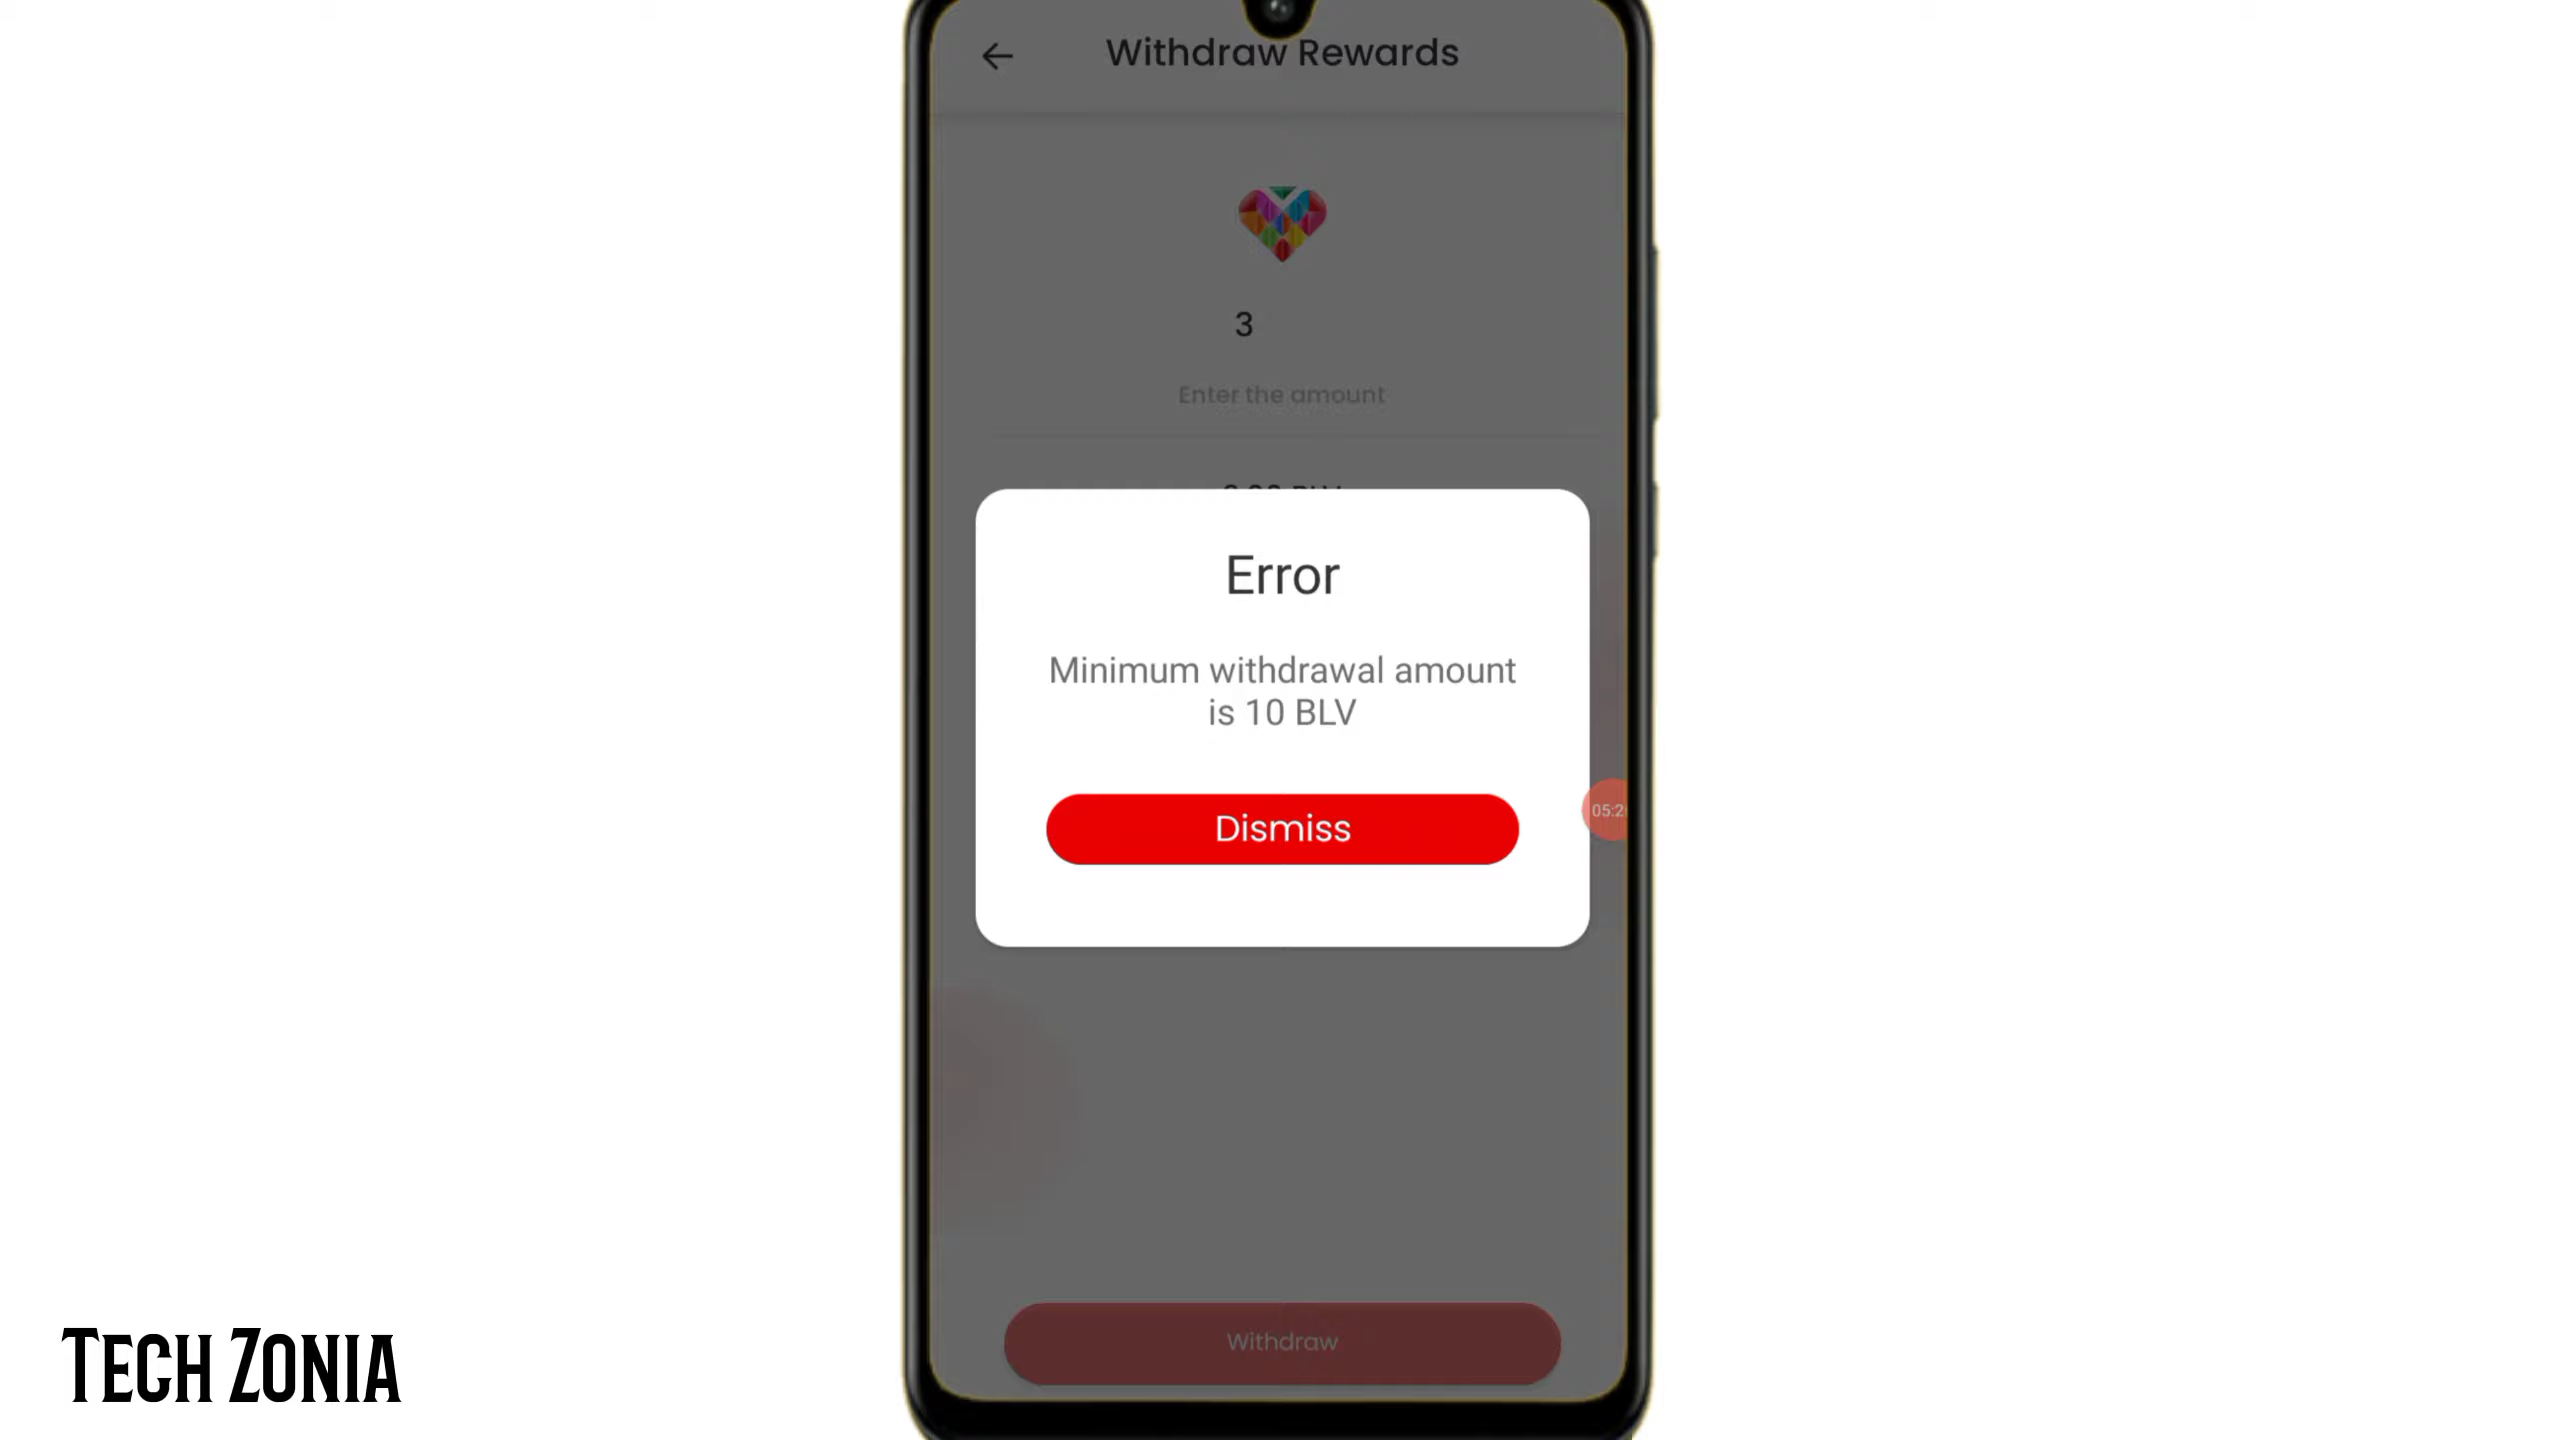 Withdraw Rewards
3
Enter the amount
Error
Minimum withdrawal amount
is 10 BLV
Dismiss
Withdraw
TECH ZONIA